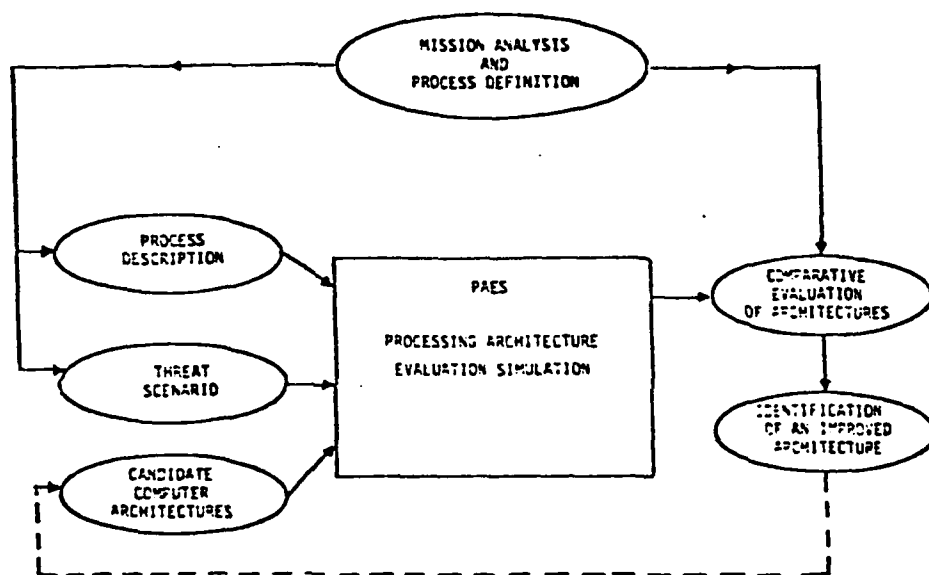 MISSION ANALYSIS
AND
PROCESS DEFINITION
PROCESS
DESCRIPTION
PAES
PROCESSING ARCHITECTURE
EVALUATION SIMULATION
COMPARATIVE
EVALUATION
OF ARCHITECTURES
THREAT
SCENARIO
IDENTIFICATION
OF AN IMPROVED
ARCHITECTURE
CANDIDATE
COMPUTER
ARCHITECTURES